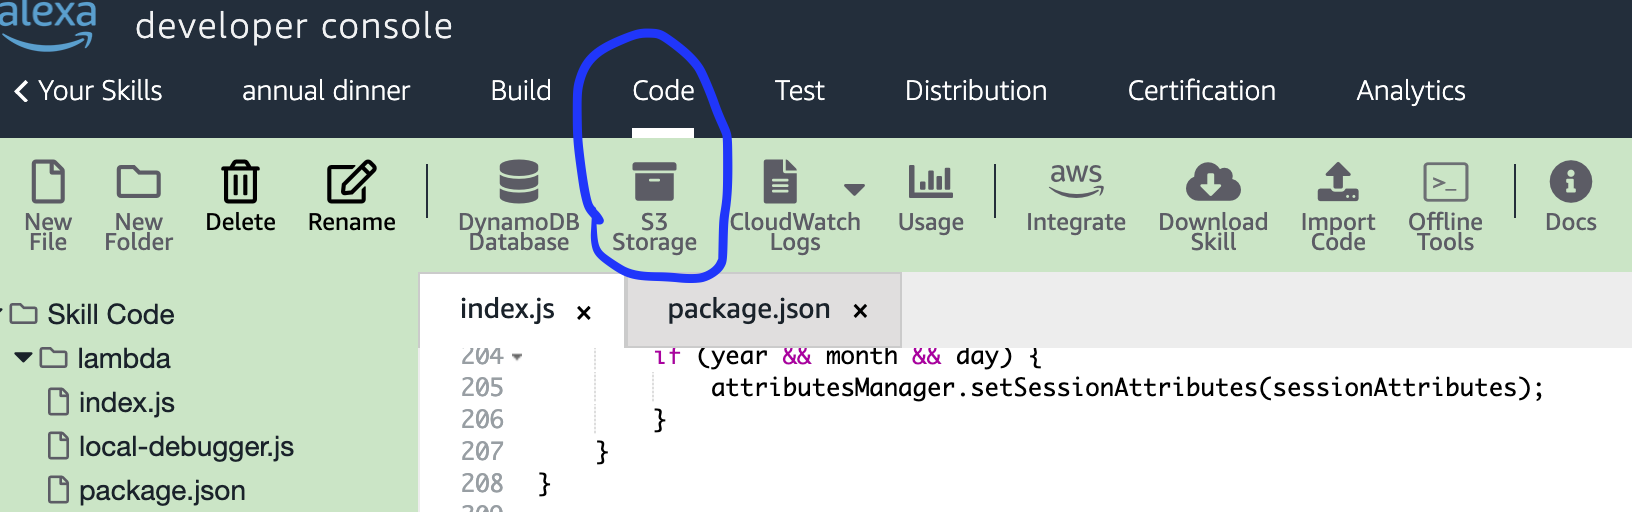 alexa
developer console
Your Skills annual dinner Build Code Test Distribution Certification Analytics
New File Delete Rename DynamoDB Database S3 Storage CloudWatch Logs Usage aws Integrate Download Skill Import Code Offline Tools Docs
New Folder
index.js × package.json ×
Skill Code
lambda
index.js
local-debugger.js
package.json
204 if (year && month && day) {
205 attributesManager.setSessionAttributes(sessionAttributes);
206 }
207 }
208 }
209